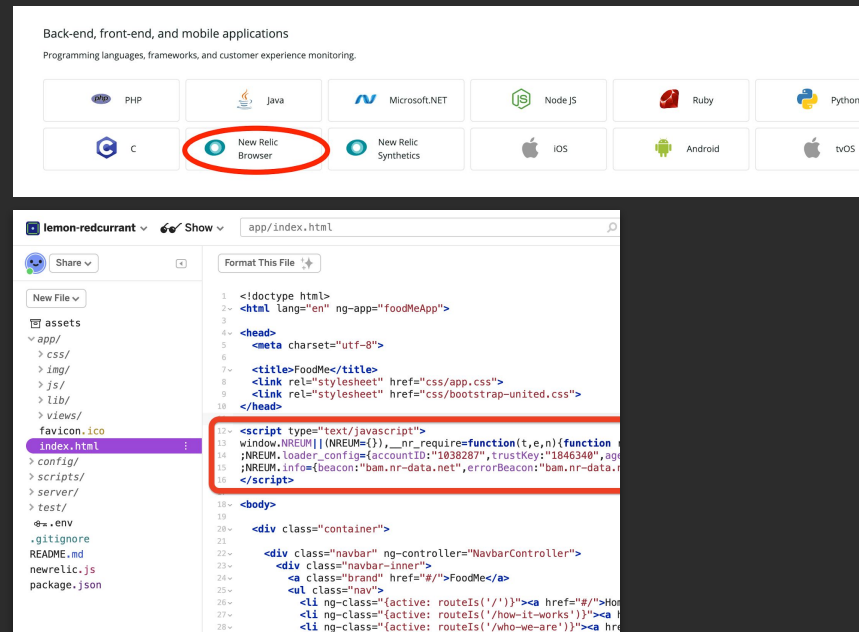 Back-end, front-end, and mobile applications
Programming languages, frameworks, and customer experience monitoring.
php PHP
Java
Microsoft.NET
Node JS
Ruby
Python
C
New Relic
Browser
New Relic
Synthetics
iOS
Android
tvOS
lemon-redcurrant Show app/index.html
Share Format This File
New File
assets
app/
css/
img/
js/
lib/
views/
favicon.ico
index.html
config/
scripts/
server/
test/
.env
.gitignore
README.md
newrelic.js
package.json
1 <!doctype html>
2 <html lang="en" ng-app="foodMeApp">
3
4 <head>
5 <meta charset="utf-8">
6
7 <title>FoodMe</title>
8 <link rel="stylesheet" href="css/app.css">
9 <link rel="stylesheet" href="css/bootstrap-united.css">
10 </head>
12 <script type="text/javascript">
13 window.NREUM||(NREUM={}),__nr_require=function(t,e,n){function
14 ;NREUM.loader_config={accountID:"1038287",trustKey:"1846340",age
15 ;NREUM.info={beacon:"bam.nr-data.net",errorBeacon:"bam.nr-data.
16 </script>
18 <body>
19
20 <div class="container">
21
22 <div class="navbar" ng-controller="NavbarController">
23 <div class="navbar-inner">
24 <a class="brand" href="#/">FoodMe</a>
25 <ul class="nav">
26 <li ng-class="{active: routeIs('/')}"><a href="#/">Ho
27 <li ng-class="{active: routeIs('/how-it-works')}"><a
28 <li ng-class="{active: routeIs('/who-we-are')}"><a hre